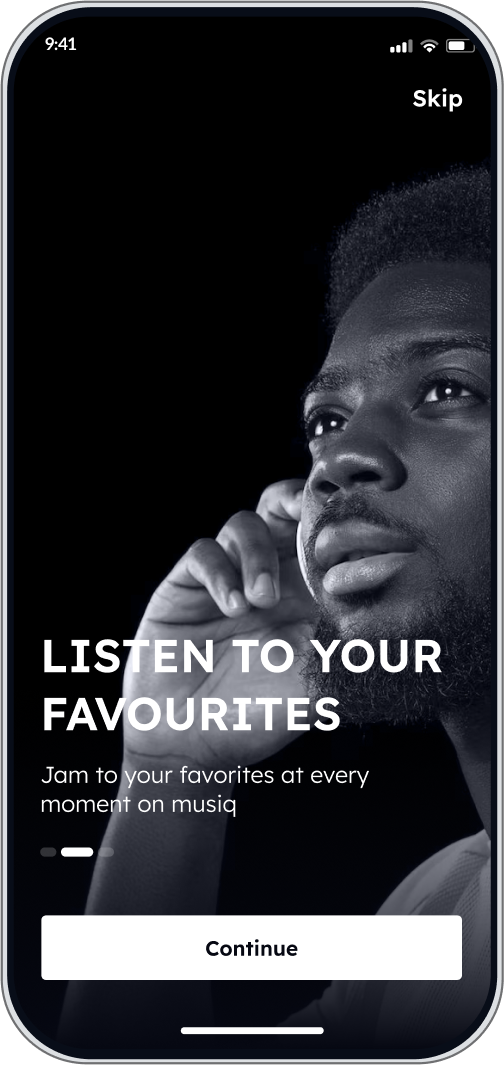 9:41
Skip
LISTEN TO YOUR
FAVOURITES
Jam to your favorites at every
moment on musiq
Continue